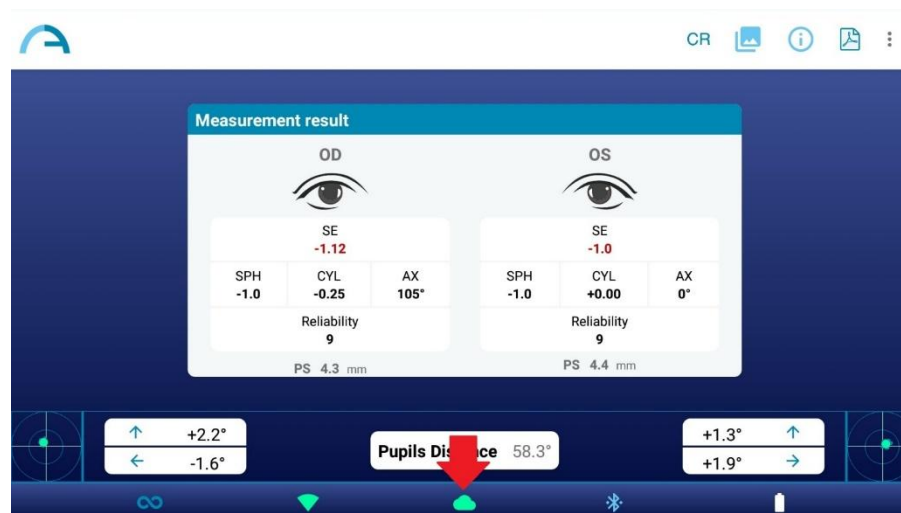 CR
Measurement result
OD
OS
SE
-1.12
SE
-1.0
SPH CYL AX
-1.0 -0.25 105°
SPH CYL AX
-1.0 +0.00 0°
Reliability
9
Reliability
9
PS 4.3 mm
PS 4.4 mm
+2.2°
-1.6°
Pupils Dis ce 58.3°
+1.3°
+1.9°